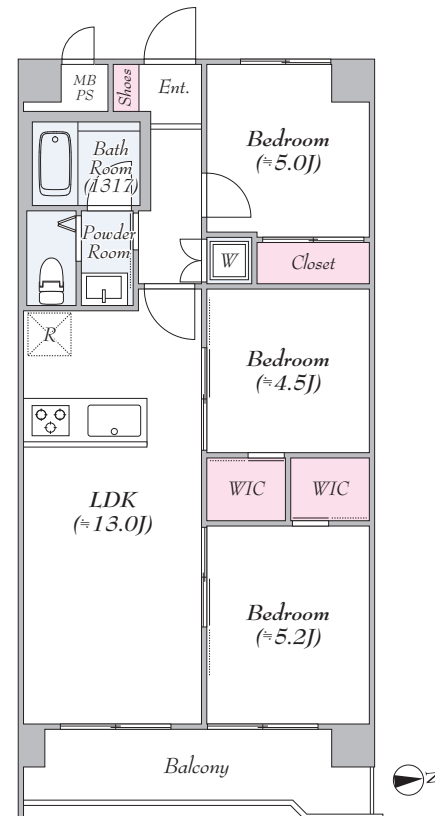 MB
PS
Shoes
Ent.
Bedroom
(≒5.0J)
Bath
Room
(1317)
Powder
Room
W
Closet
R
Bedroom
(≒4.5J)
WIC
WIC
LDK
(≒13.0J)
Bedroom
(≒5.2J)
Balcony
N